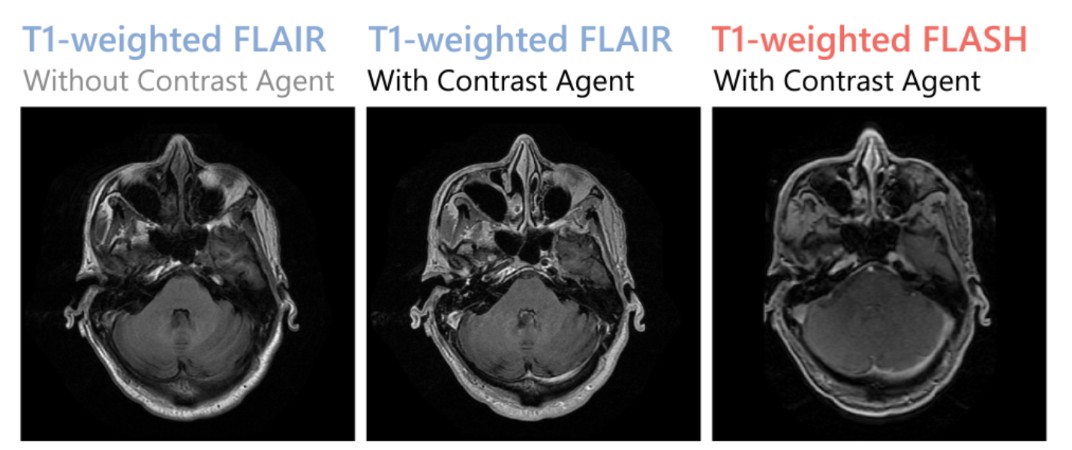 T1-weighted FLAIR
Without Contrast Agent
T1-weighted FLAIR
With Contrast Agent
T1-weighted FLASH
With Contrast Agent